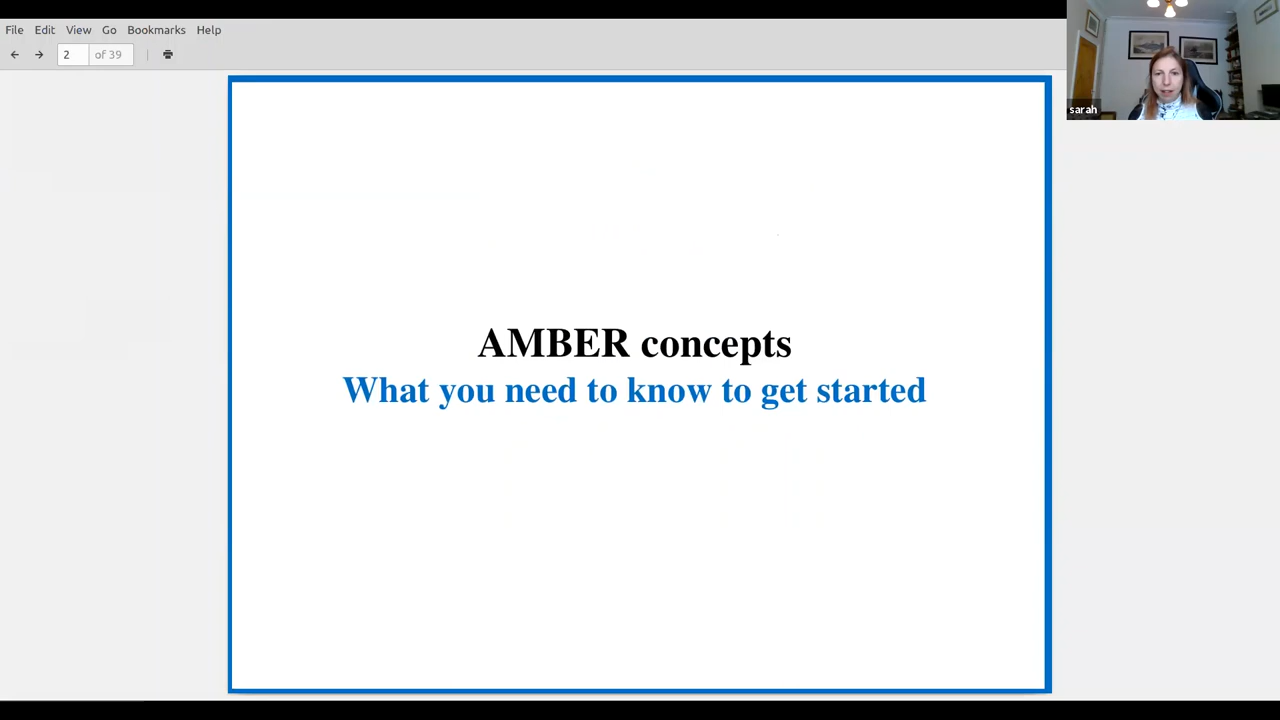 File Edit View Go Bookmarks Help
2 of 39
sarah
AMBER concepts
What you need to know to get started